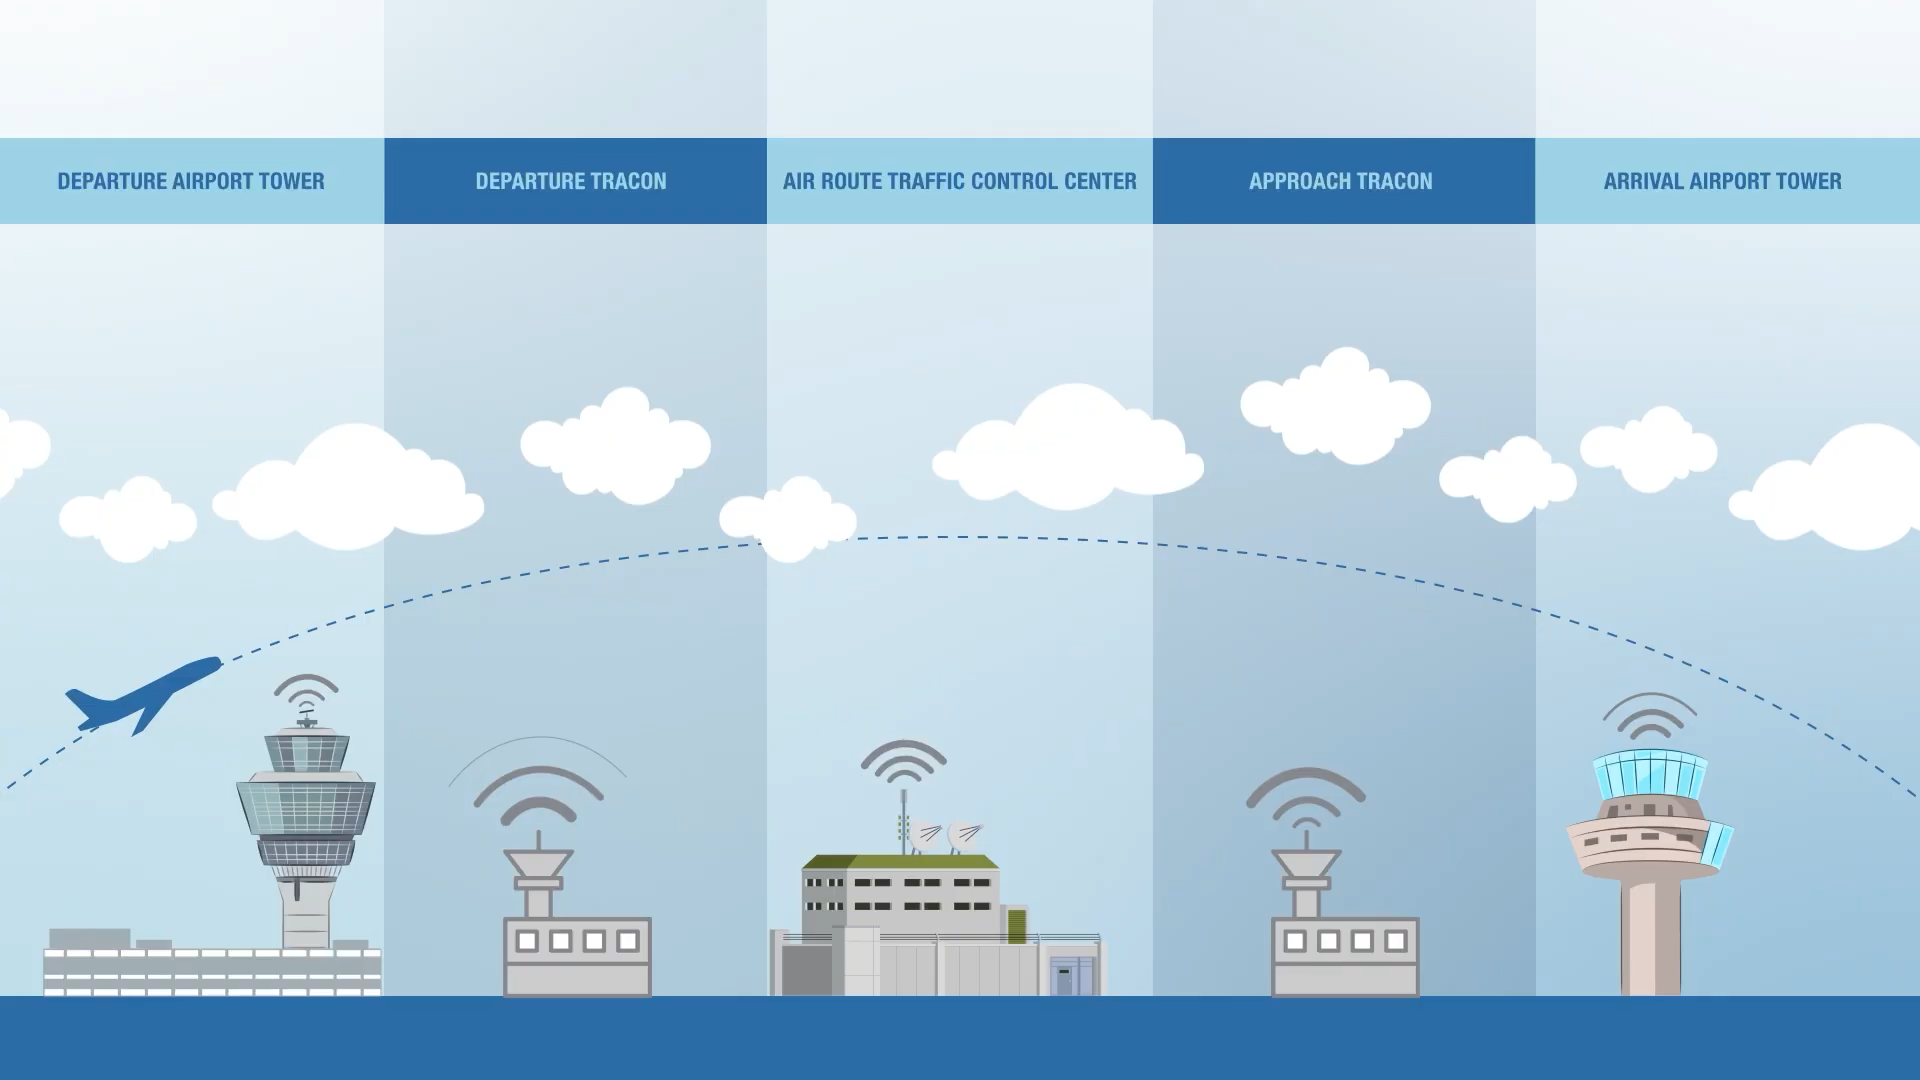 DEPARTURE AIRPORT TOWER
DEPARTURE TRACON
AIR ROUTE TRAFFIC CONTROL CENTER
APPROACH TRACON
ARRIVAL AIRPORT TOWER